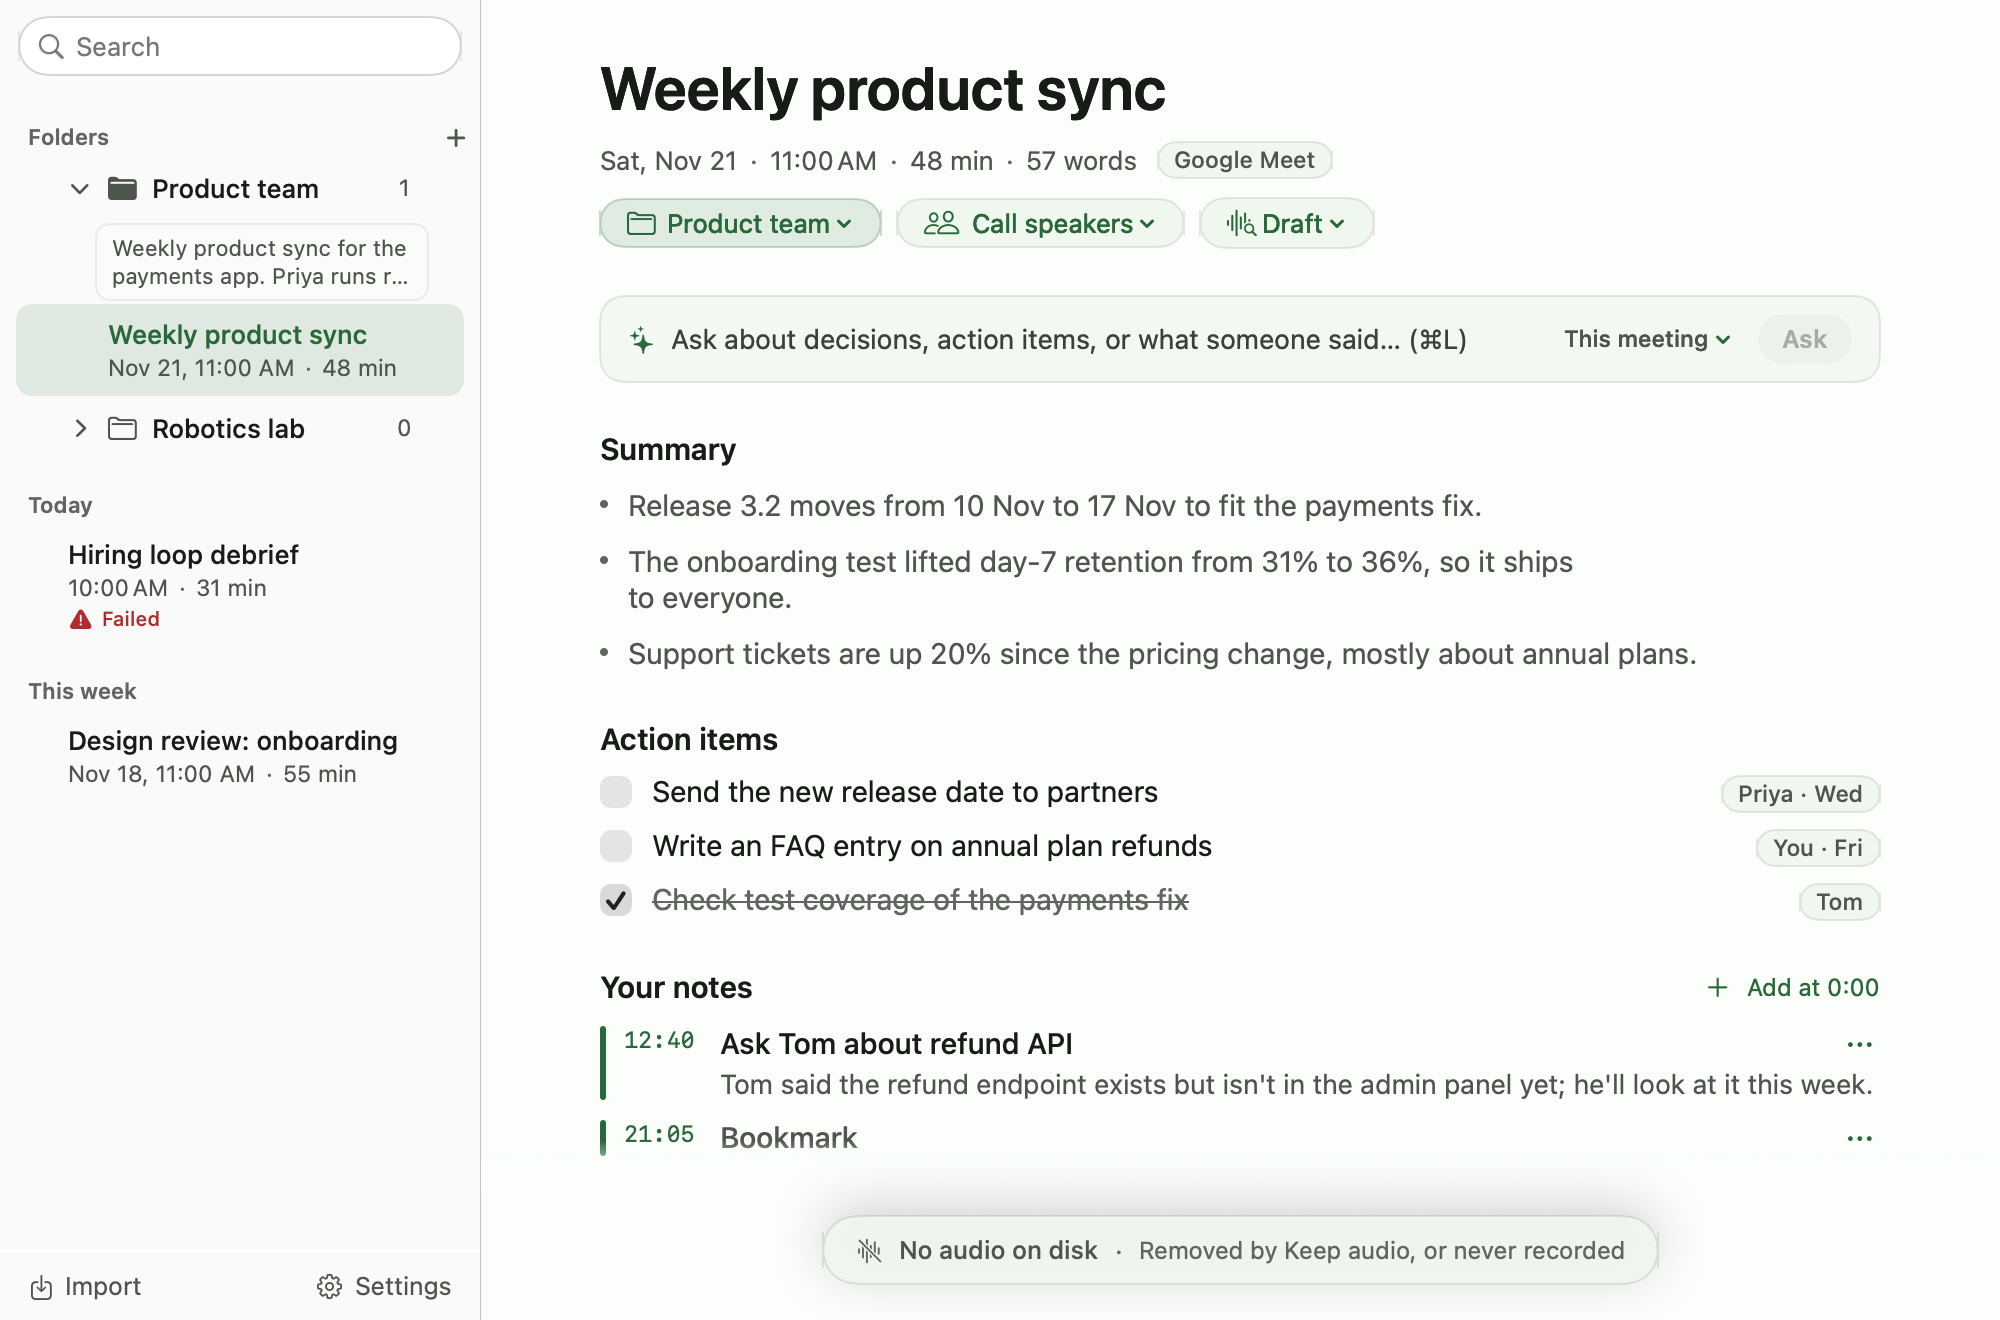 Search
Folders
Product team 1
Weekly product sync for the
payments app. Priya runs r...
Weekly product sync
Nov 21, 11:00 AM · 48 min
Robotics lab 0
Today
Hiring loop debrief
10:00 AM · 31 min
Failed
This week
Design review: onboarding
Nov 18, 11:00 AM · 55 min
Import
Settings
Weekly product sync
Sat, Nov 21 · 11:00 AM · 48 min · 57 words Google Meet
Product team Call speakers Draft
Ask about decisions, action items, or what someone said... (⌘L) This meeting Ask
Summary
• Release 3.2 moves from 10 Nov to 17 Nov to fit the payments fix.
• The onboarding test lifted day-7 retention from 31% to 36%, so it ships
to everyone.
• Support tickets are up 20% since the pricing change, mostly about annual plans.
Action items
Send the new release date to partners Priya · Wed
Write an FAQ entry on annual plan refunds You · Fri
Check test coverage of the payments fix Tom
Your notes + Add at 0:00
12:40 Ask Tom about refund API
Tom said the refund endpoint exists but isn't in the admin panel yet; he'll look at it this week.
21:05 Bookmark
No audio on disk · Removed by Keep audio, or never recorded